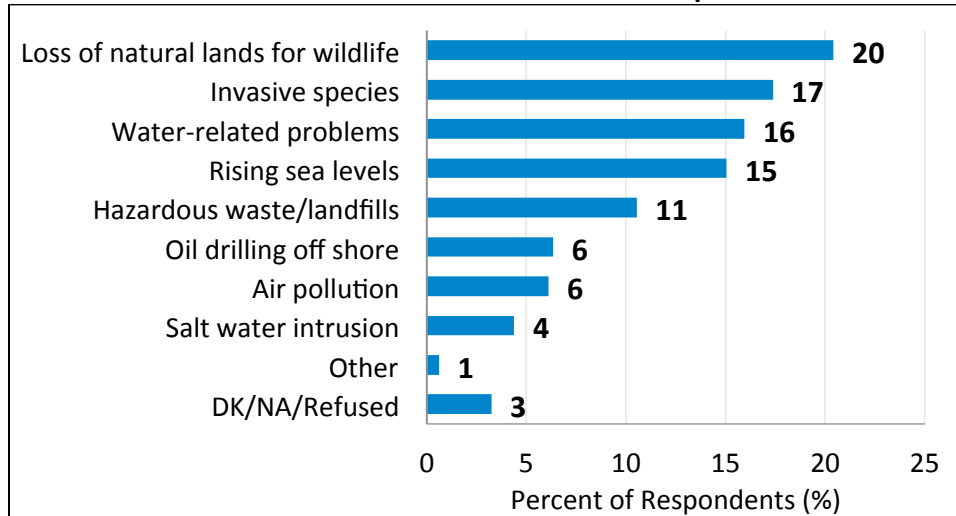 Loss of natural lands for wildlife 20
Invasive species 17
Water-related problems 16
Rising sea levels 15
Hazardous waste/landfills 11
Oil drilling off shore 6
Air pollution 6
Salt water intrusion 4
Other 1
DK/NA/Refused 3
0 5 10 15 20 25
Percent of Respondents (%)